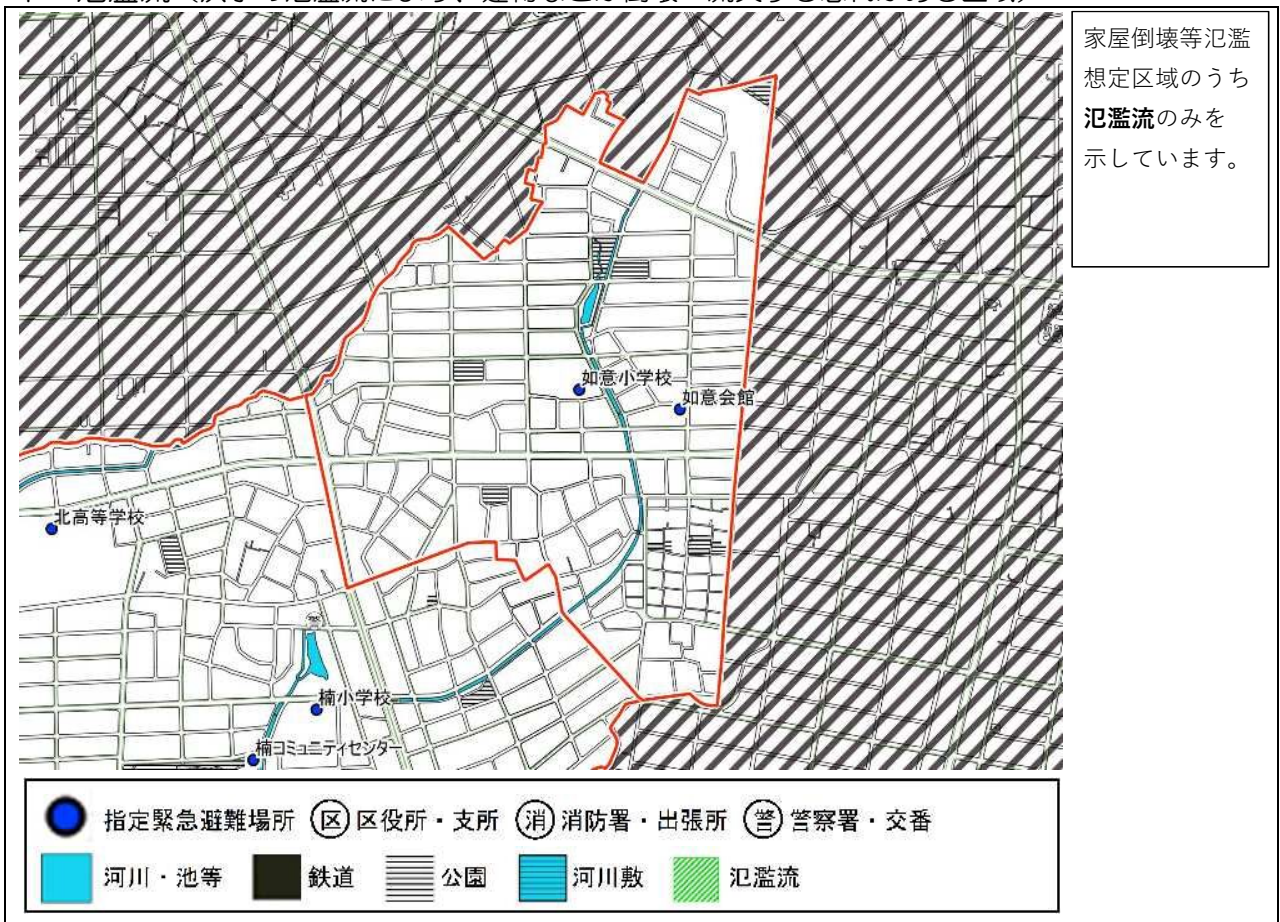 家屋倒壊等氾濫
想定区域のうち
氾濫流のみを
示しています。
如意小学校
如意会館
北高等学校
警
楠小学校
楠コミュニティセンター
指定緊急避難場所 区 区役所・支所 消 消防署・出張所 警 警察署・交番
河川・池等 鉄道 公園 河川敷 氾濫流